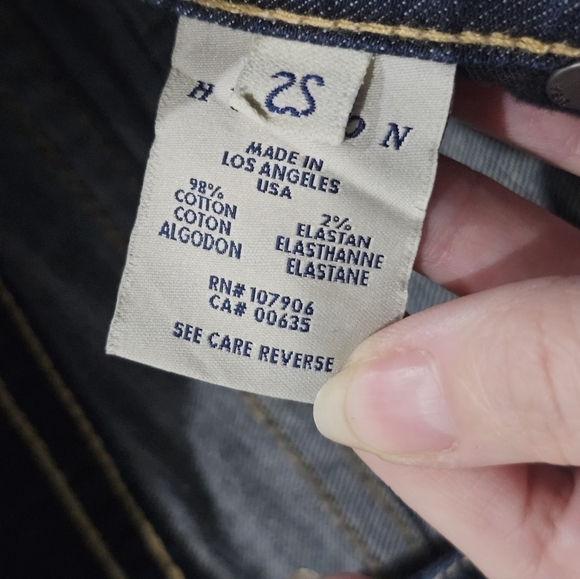 25
H O N
MADE IN
LOS ANGELES
USA
98%
COTTON
COTON
ALGODON
2%
ELASTAN
ELASTHANNE
ELASTANE
RN# 107906
CA# 00635
SEE CARE REVERSE